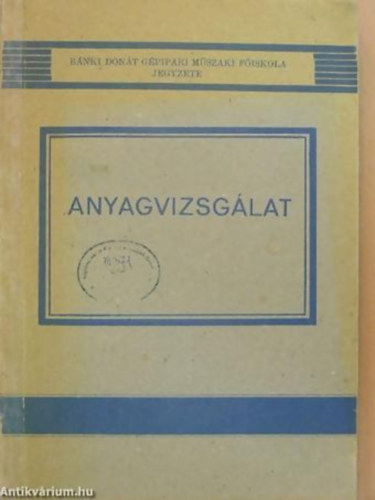 BÁNKI DONÁT GÉPIPARI MŰSZAKI FŐISKOLA
JEGYZETE
ANYAGVIZSGÁLAT
Antikvárium.hu